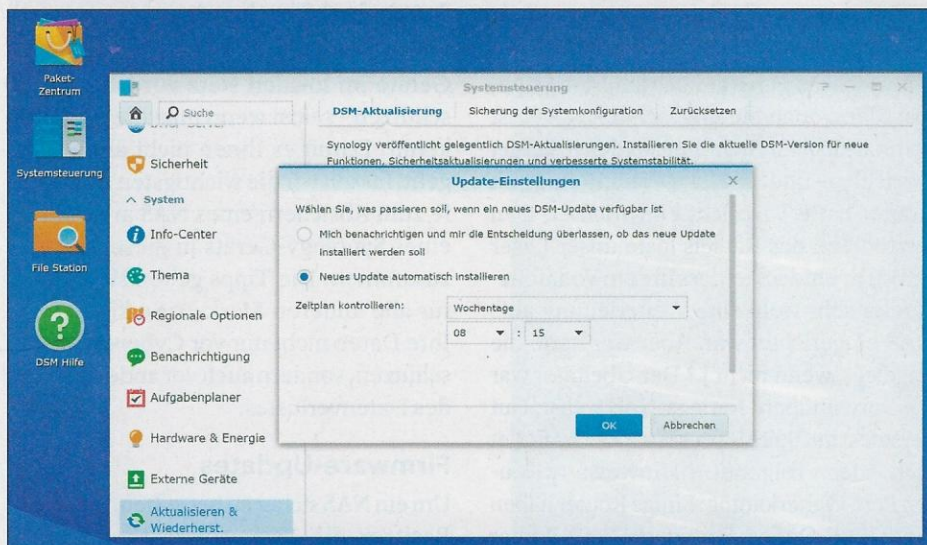 Paket-
Zentrum
Systemsteuerung
File Station
DSM Hilfe
Systemsteuerung
Suche
Sicherheit
System
Info-Center
Thema
Regionale Optionen
Benachrichtigung
Aufgabenplaner
Hardware & Energie
Externe Geräte
Aktualisieren &
Wiederherst.
DSM-Aktualisierung Sicherung der Systemkonfiguration Zurücksetzen
Synology veröffentlicht gelegentlich DSM-Aktualisierungen. Installieren Sie die aktuelle DSM-Version für neue
Funktionen, Sicherheitsaktualisierungen und verbesserte Systemstabilität.
Update-Einstellungen
Wählen Sie, was passieren soll, wenn ein neues DSM-Update verfügbar ist
Mich benachrichtigen und mir die Entscheidung überlassen, ob das neue Update
installiert werden soll
Neues Update automatisch installieren
Zeitplan kontrollieren: Wochentage
08 : 15
OK Abbrechen